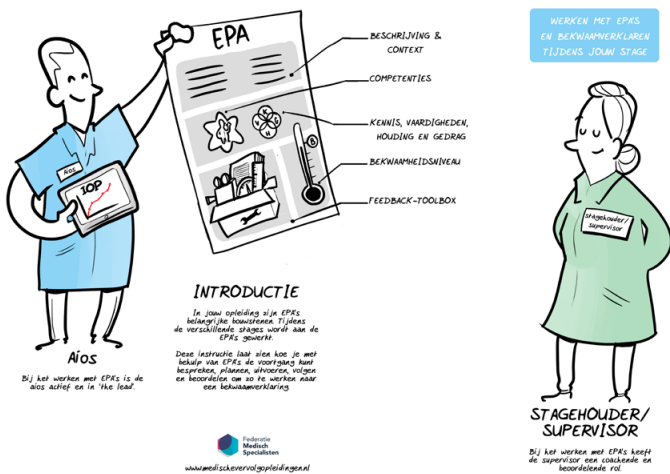 EPA
BESCHRIJVING &
CONTEXT
COMPETENTIES
KENNIS, VAARDIGHEDEN,
HOUDING EN GEDRAG
BEKWAAMHEIDSNIVEAU
FEEDBACK-TOOLBOX
WERKEN MET EPA'S
EN BEKWAAMVERKLAREN
TIJDENS JOUW STAGE
AIOS
IOP
stagehouder/
supervisor
INTRODUCTIE
In jouw opleiding zijn EPA's
belangrijke bouwstenen. Tijdens
de verschillende stages wordt aan de
EPA's gewerkt.
Deze instructie laat zien hoe je met
behulp van EPA's de voortgang kunt
bespreken, plannen, uitvoeren, volgen
en beoordelen om zo te werken naar
een bekwaamverklaring.
AIOS
Bij het werken met EPA's is de
aios actief en in 'the lead'.
Federatie
Medisch
Specialisten
www.medischevervolgopleidingen.nl
STAGEHOUDER/
SUPERVISOR
Bij het werken met EPA's heeft
de supervisor een coachende en
beoordelende rol.